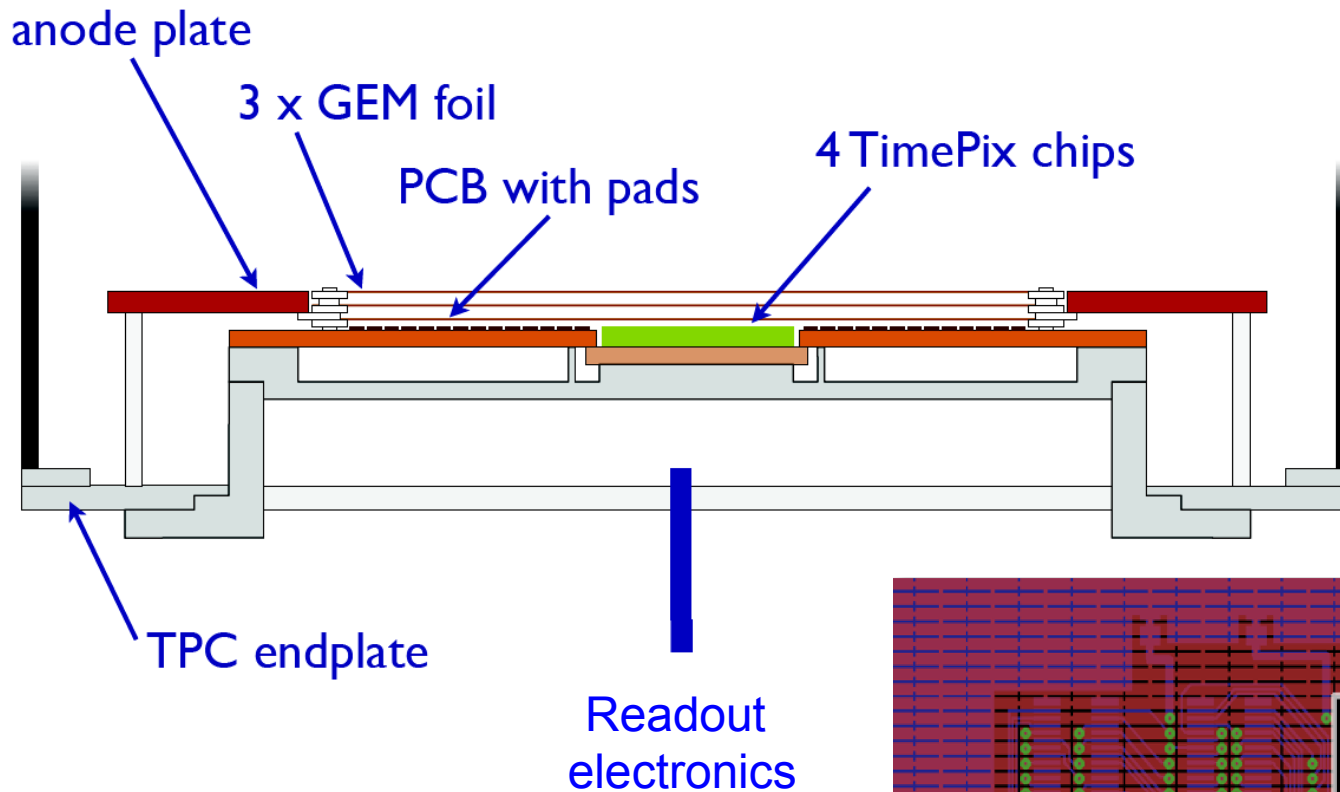 anode plate
3 x GEM foil
4 TimePix chips
PCB with pads
TPC endplate
Readout
electronics